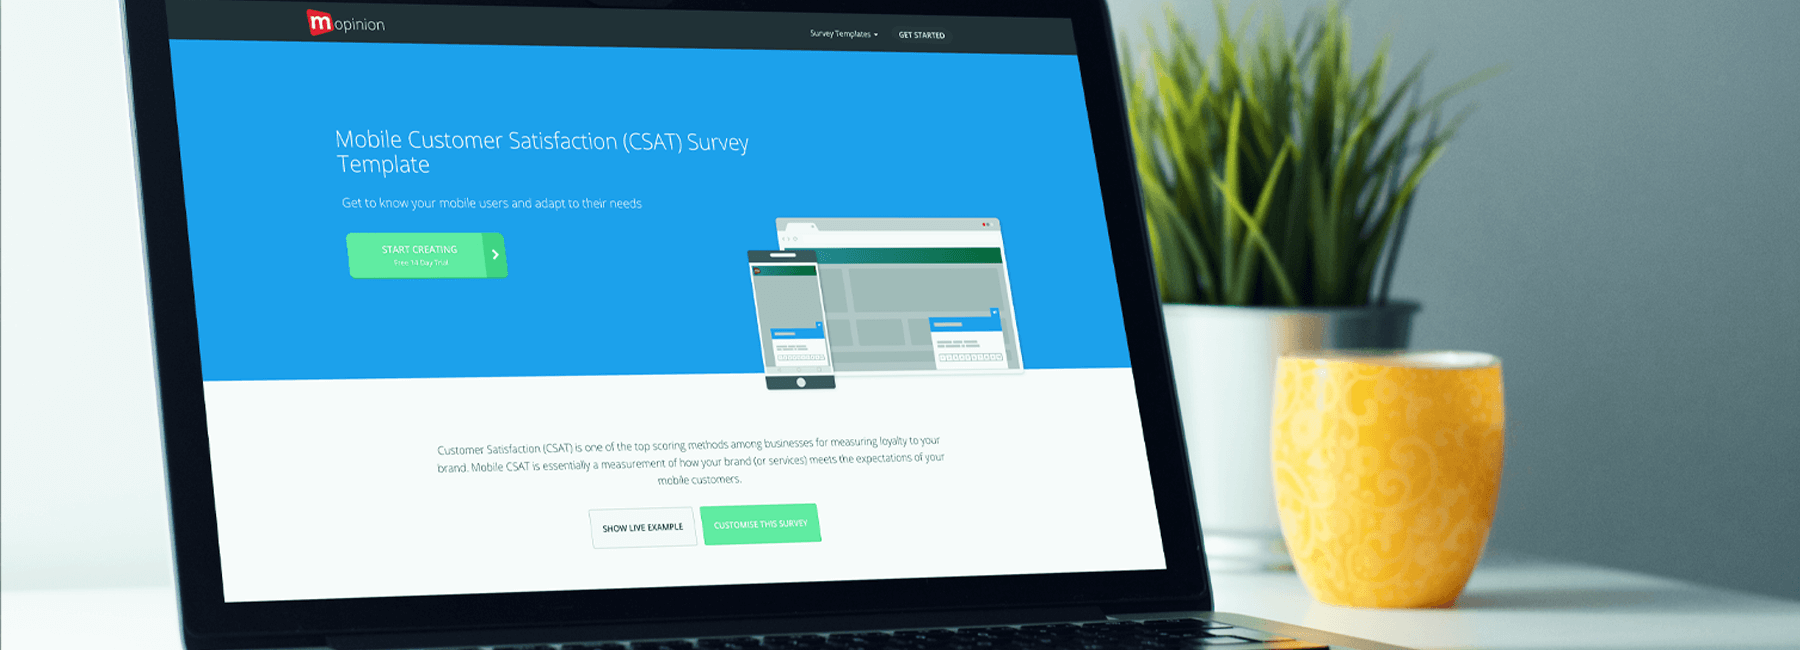 mopinion
Survey Templates
GET STARTED
Mobile Customer Satisfaction (CSAT) Survey
Template
Get to know your mobile users and adapt to their needs
START CREATING
Free 14 Day Trial
Customer Satisfaction (CSAT) is one of the top scoring methods among businesses for measuring loyalty to your
brand. Mobile CSAT is essentially a measurement of how your brand (or services) meets the expectations of your
mobile customers.
SHOW LIVE EXAMPLE
CUSTOMISE THIS SURVEY